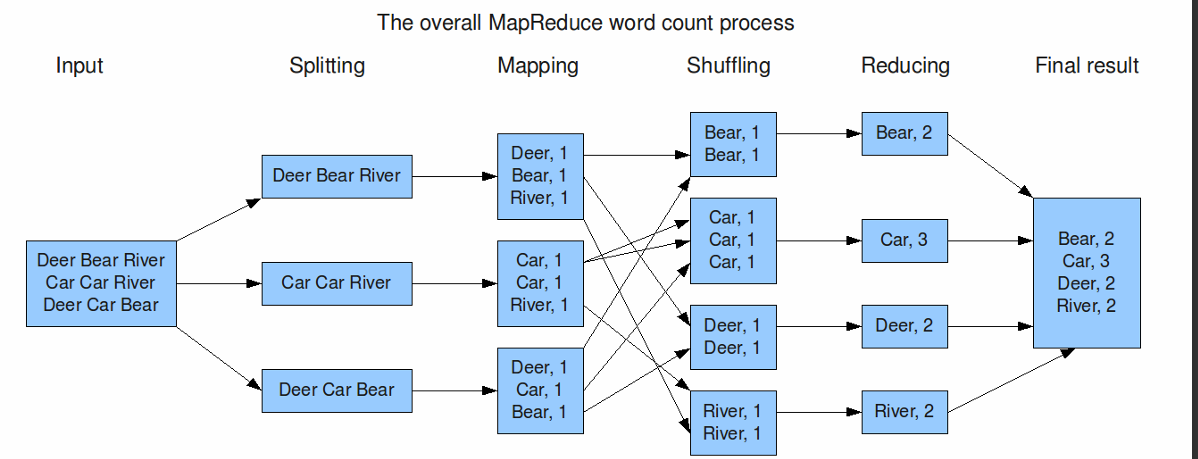 The overall MapReduce word count process
Input
Splitting
Mapping
Shuffling
Reducing
Final result
Deer Bear River
Car Car River
Deer Car Bear
Deer Bear River
Car Car River
Deer Car Bear
Deer, 1
Bear, 1
River, 1
Car, 1
Car, 1
River, 1
Deer, 1
Car, 1
Bear, 1
Bear, 1
Bear, 1
Car, 1
Car, 1
Car, 1
Deer, 1
Deer, 1
River, 1
River, 1
Bear, 2
Car, 3
Deer, 2
River, 2
Bear, 2
Car, 3
Deer, 2
River, 2